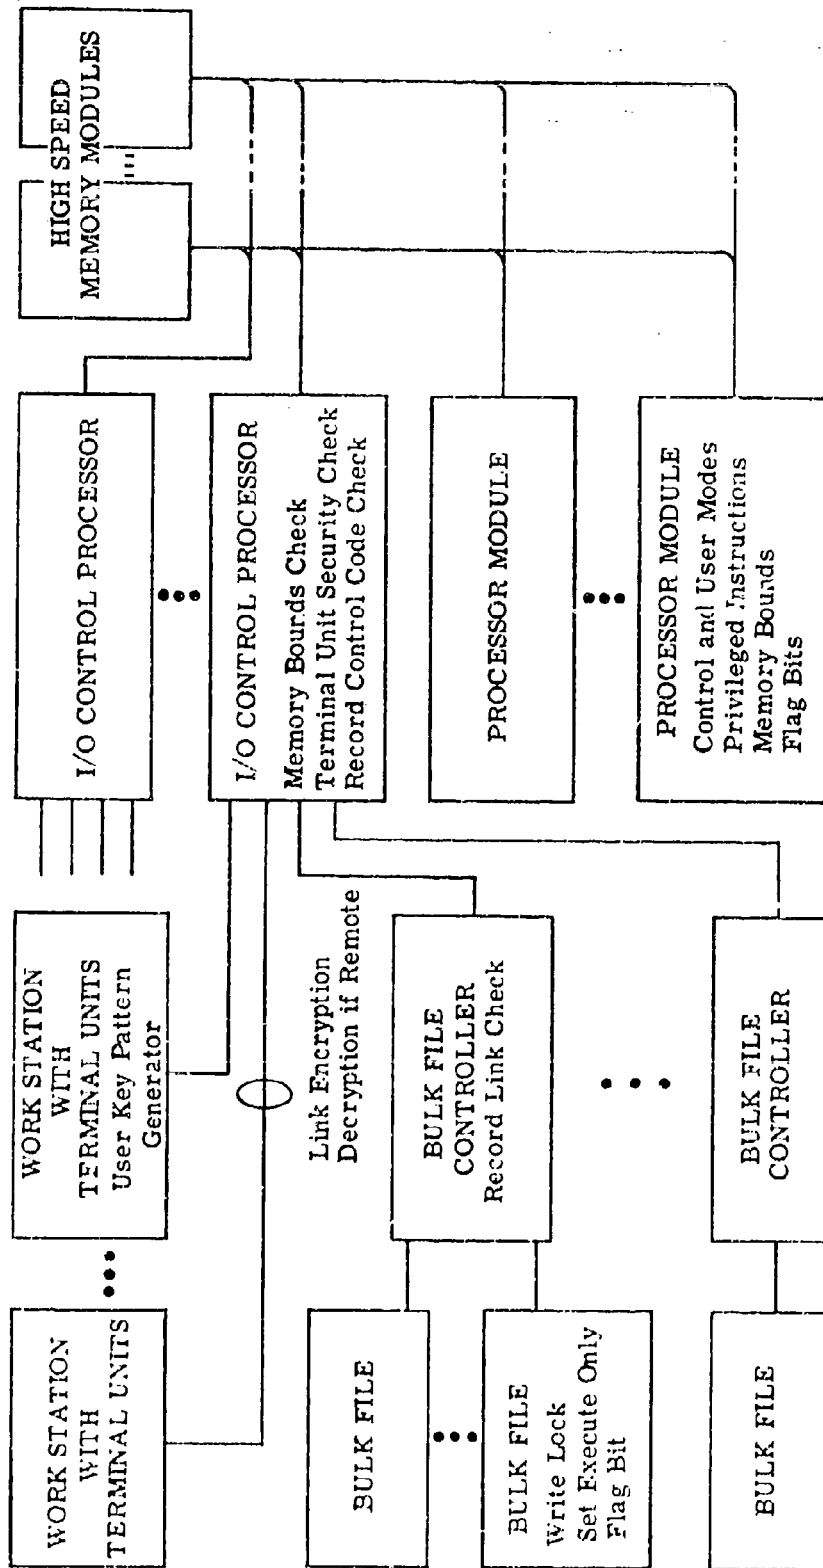 HIGH SPEED
MEMORY MODULES
I/O CONTROL PROCESSOR
I/O CONTROL PROCESSOR
Memory Bounds Check
Terminal Unit Security Check
Record Control Code Check
PROCESSOR MODULE
PROCESSOR MODULE
Control and User Modes
Privileged Instructions
Memory Bounds
Flag Bits
WORK STATION
WITH
TERMINAL UNITS
User Key Pattern
Generator
Link Encryption
Decryption if Remote
BULK FILE
CONTROLLER
Record Link Check
BULK FILE
CONTROLLER
WORK STATION
WITH
TERMINAL UNITS
BULK FILE
BULK FILE
Write Lock
Set Execute Only
Flag Bit
BULK FILE